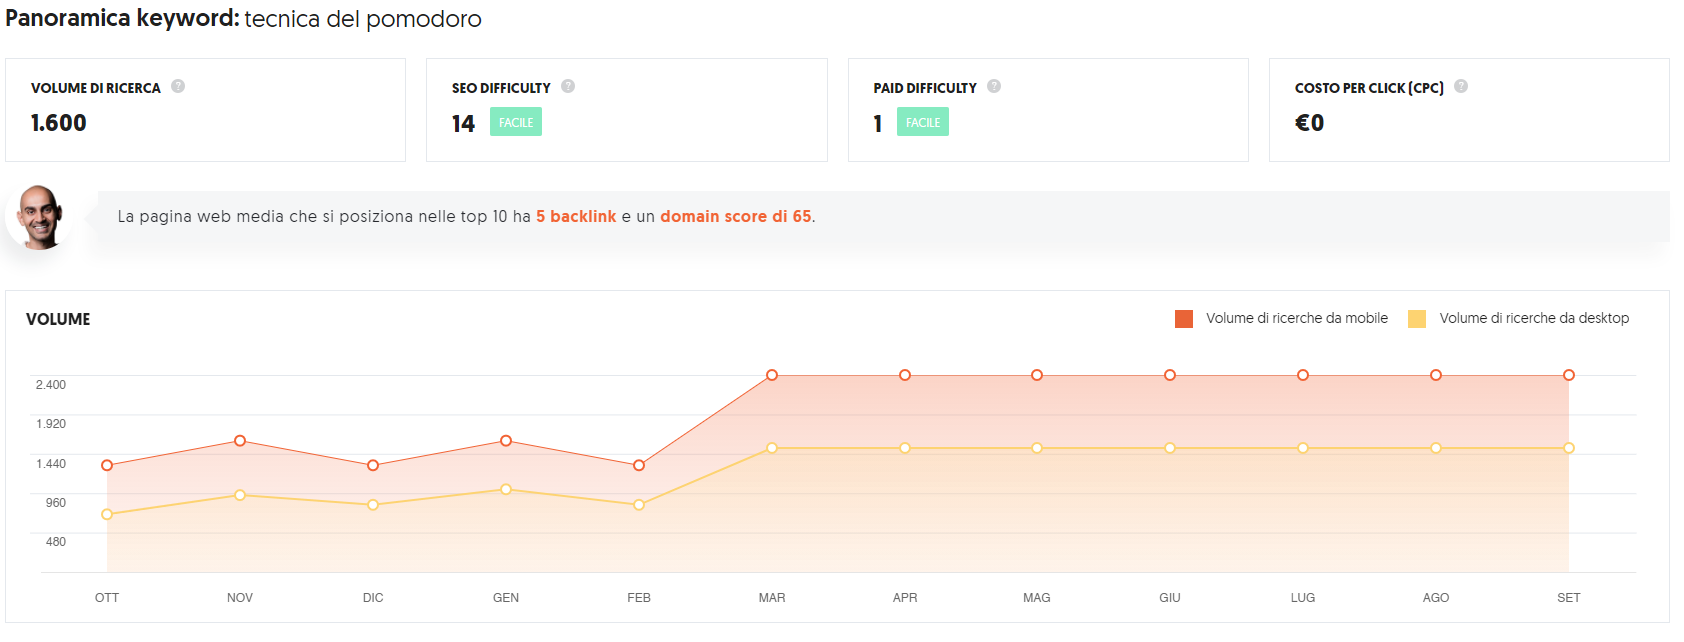 Panoramica keyword: tecnica del pomodoro
VOLUME DI RICERCA ?
1.600
SEO DIFFICULTY ?
14 FACILE
PAID DIFFICULTY ?
1 FACILE
COSTO PER CLICK (CPC) ?
€0
La pagina web media che si posiziona nelle top 10 ha 5 backlink e un domain score di 65.
VOLUME
Volume di ricerche da mobile
Volume di ricerche da desktop
2.400
1.920
1.440
960
480
OTT NOV DIC GEN FEB MAR APR MAG GIU LUG AGO SET